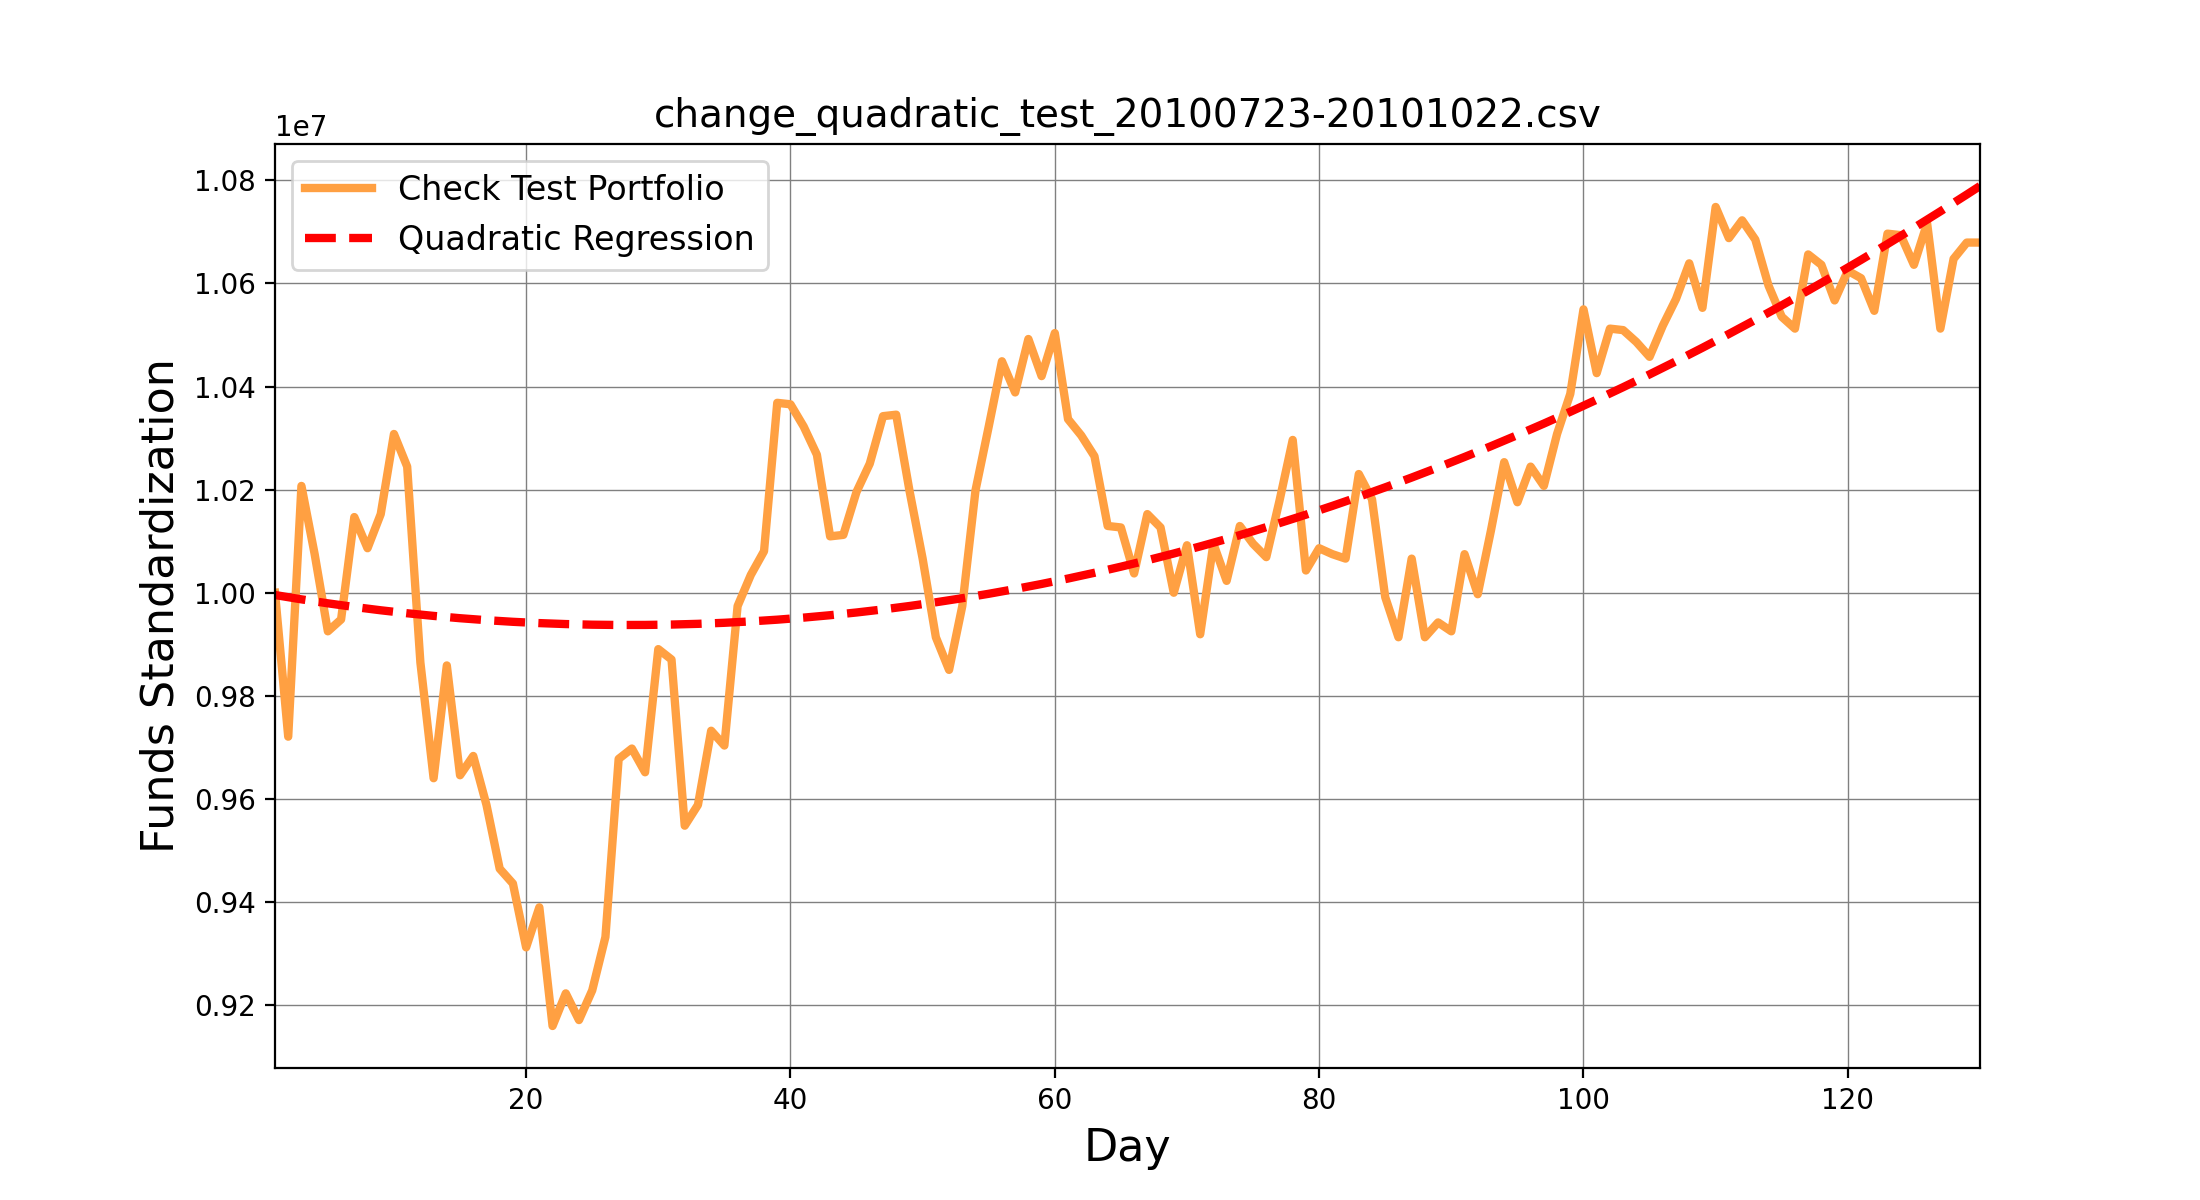 change_quadratic_test_20100723-20101022.csv
1e7
Check Test Portfolio
Quadratic Regression
1.08
1.06
1.04
1.02
1.00
0.98
0.96
0.94
0.92
Funds Standardization
20 40 60 80 100 120
Day